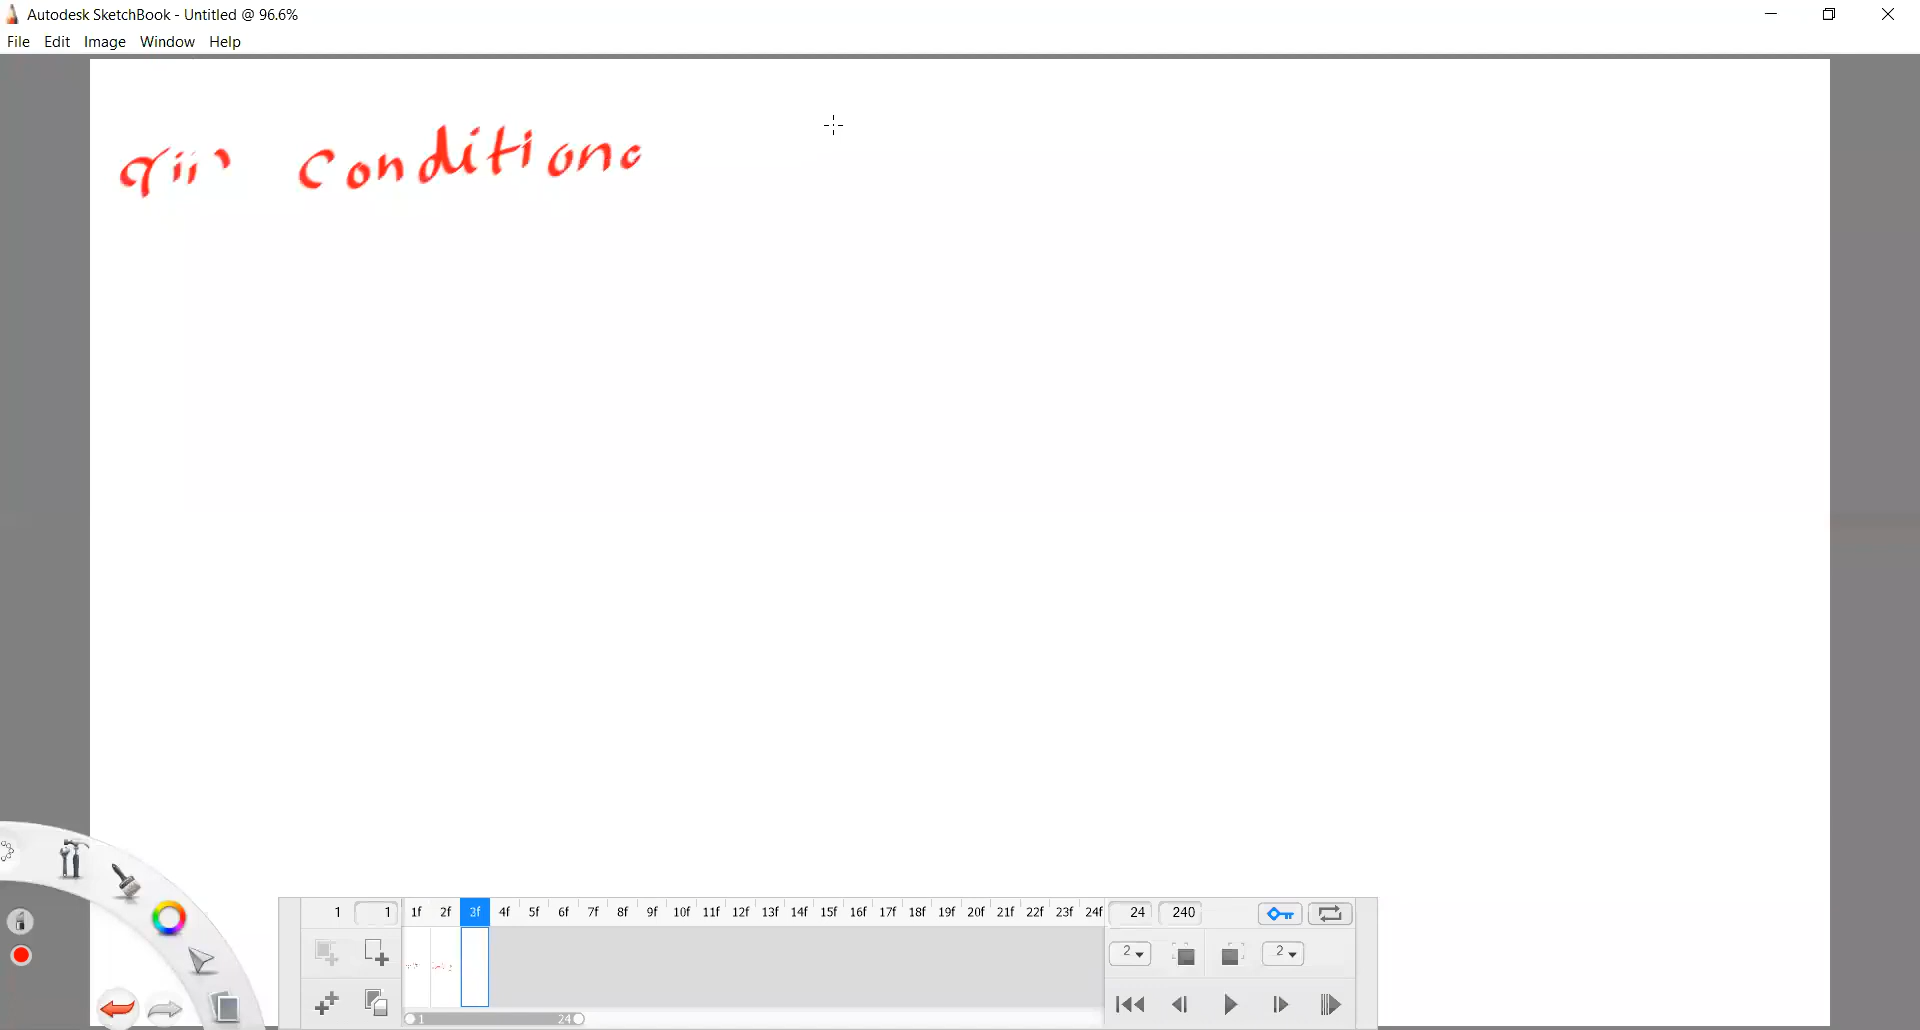 Autodesk SketchBook - Untitled @ 96.6%
File Edit Image Window Help
1 1 1f 2f 3f 4f 5f 6f 7f 8f 9f 10f 11f 12f 13f 14f 15f 16f 17f 18f 19f 20f 21f 22f 23f 24f 24 240
2 2
1 24